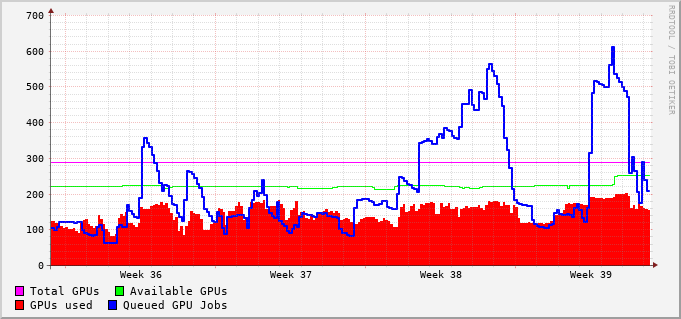 700
600
500
400
300
200
100
0
Week 36 Week 37 Week 38 Week 39
Total GPUs Available GPUs
GPUs used Queued GPU Jobs
RRDTOOL / TOBI OETIKER